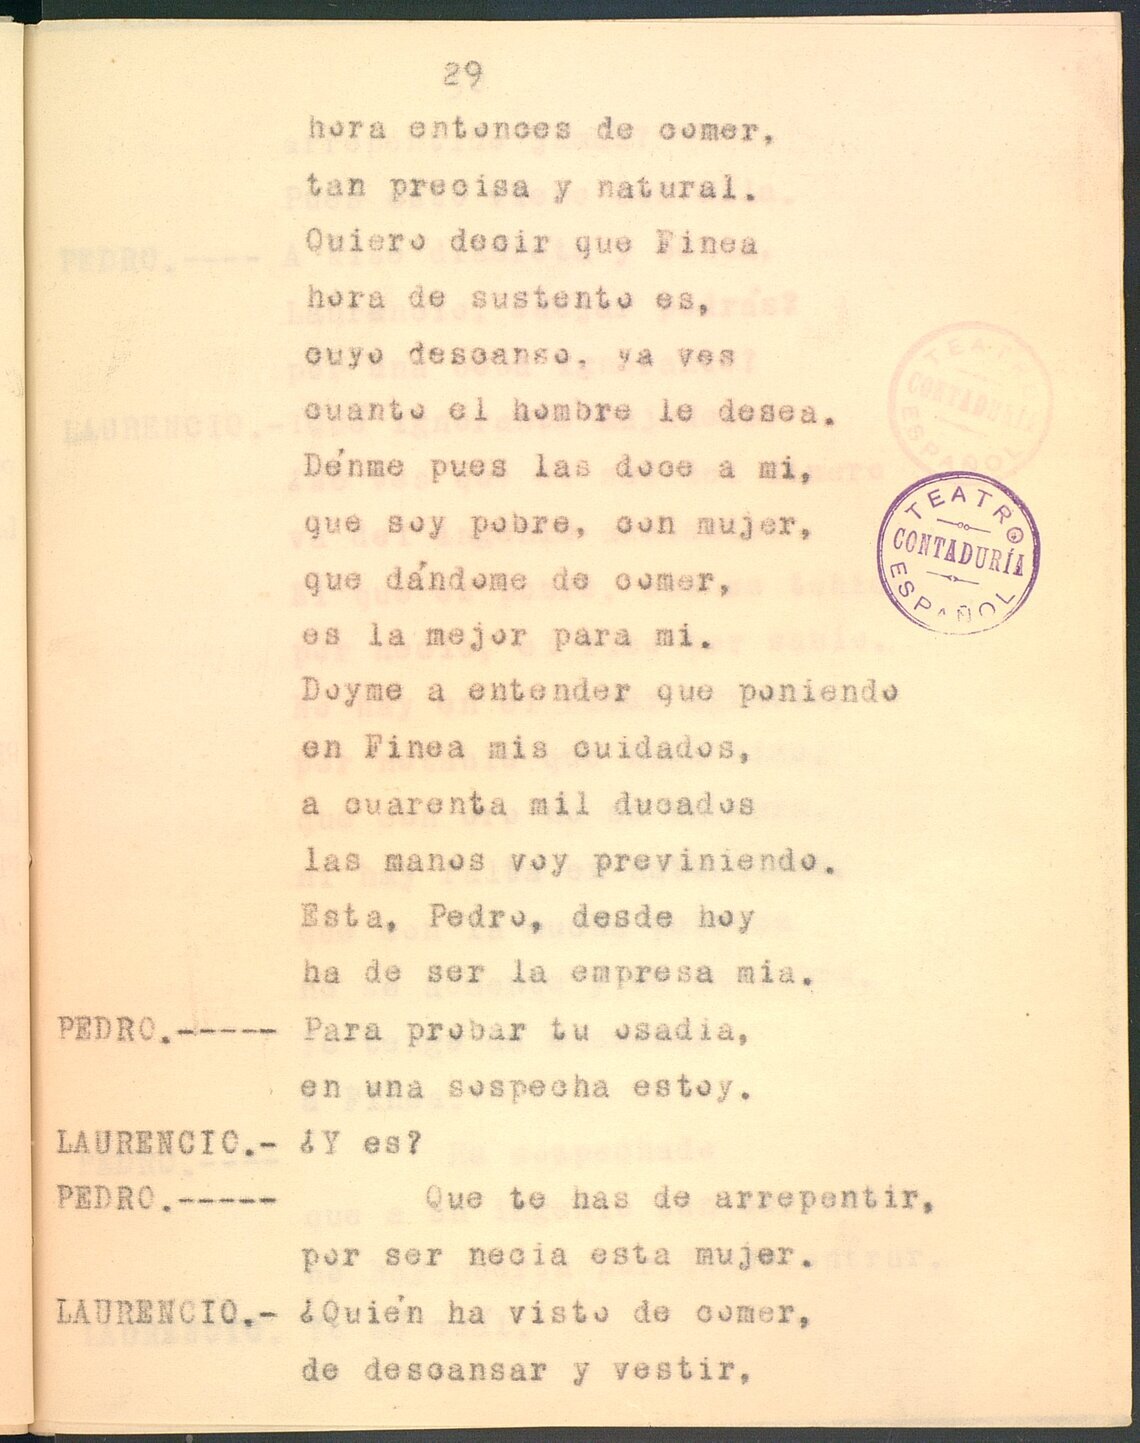 29
hora entonces de comer,
tan precisa y natural.
Quiero decir que Finea
hora de sustento es,
cuyo descanso, ya ves
cuanto el hombre le desea.
Dénme pues las doce a mi,
que soy pobre, con mujer,
que dándome de comer,
es la mejor para mi.
Doyme a entender que poniendo
en Finea mis cuidados,
a cuarenta mil ducados
las manos voy previniendo.
Esta, Pedro, desde hoy
ha de ser la empresa mia.
PEDRO.----- Para probar tu osadia,
en una sospecha estoy.
LAURENCIO.- ¿Y es?
PEDRO.----- Que te has de arrepentir,
por ser necia esta mujer.
LAURENCIO.- ¿Quién ha visto de comer,
de descansar y vestir,
TEATRO
CONTADURÍA
ESPAÑOL
TEATR
CONTADURIA
ESPAÑOL